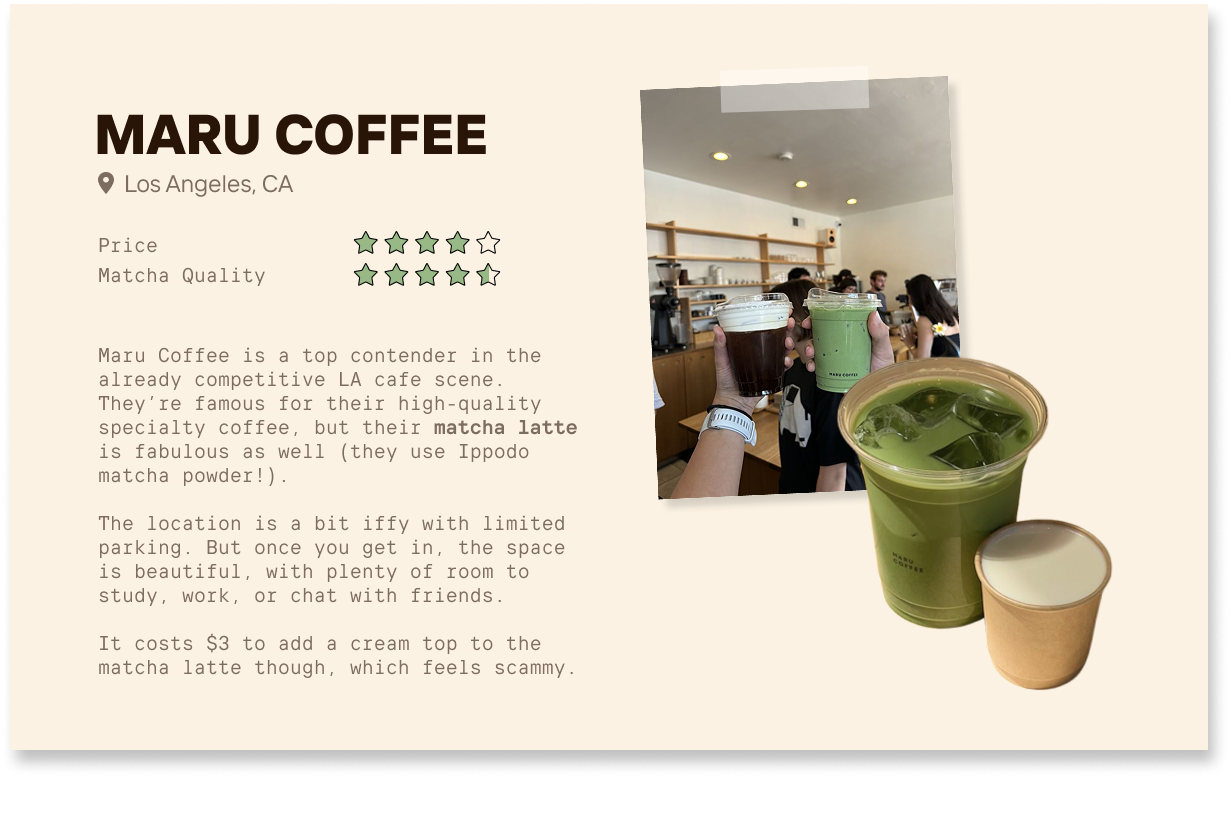 MARU COFFEE
Los Angeles, CA
Price
Matcha Quality
Maru Coffee is a top contender in the
already competitive LA cafe scene.
They’re famous for their high-quality
specialty coffee, but their matcha latte
is fabulous as well (they use Ippodo
matcha powder!).
The location is a bit iffy with limited
parking. But once you get in, the space
is beautiful, with plenty of room to
study, work, or chat with friends.
It costs $3 to add a cream top to the
matcha latte though, which feels scammy.
MARU COFFEE
MARU
COFFEE